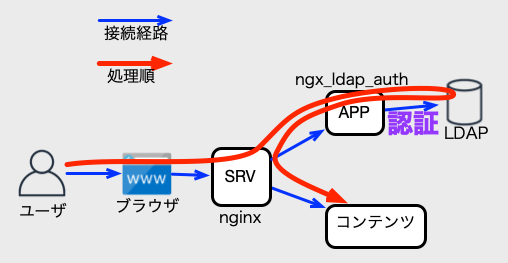 接続経路
処理順
ngx_ldap_auth
APP
認証
LDAP
www
SRV
ユーザ
ブラウザ
nginx
コンテンツ